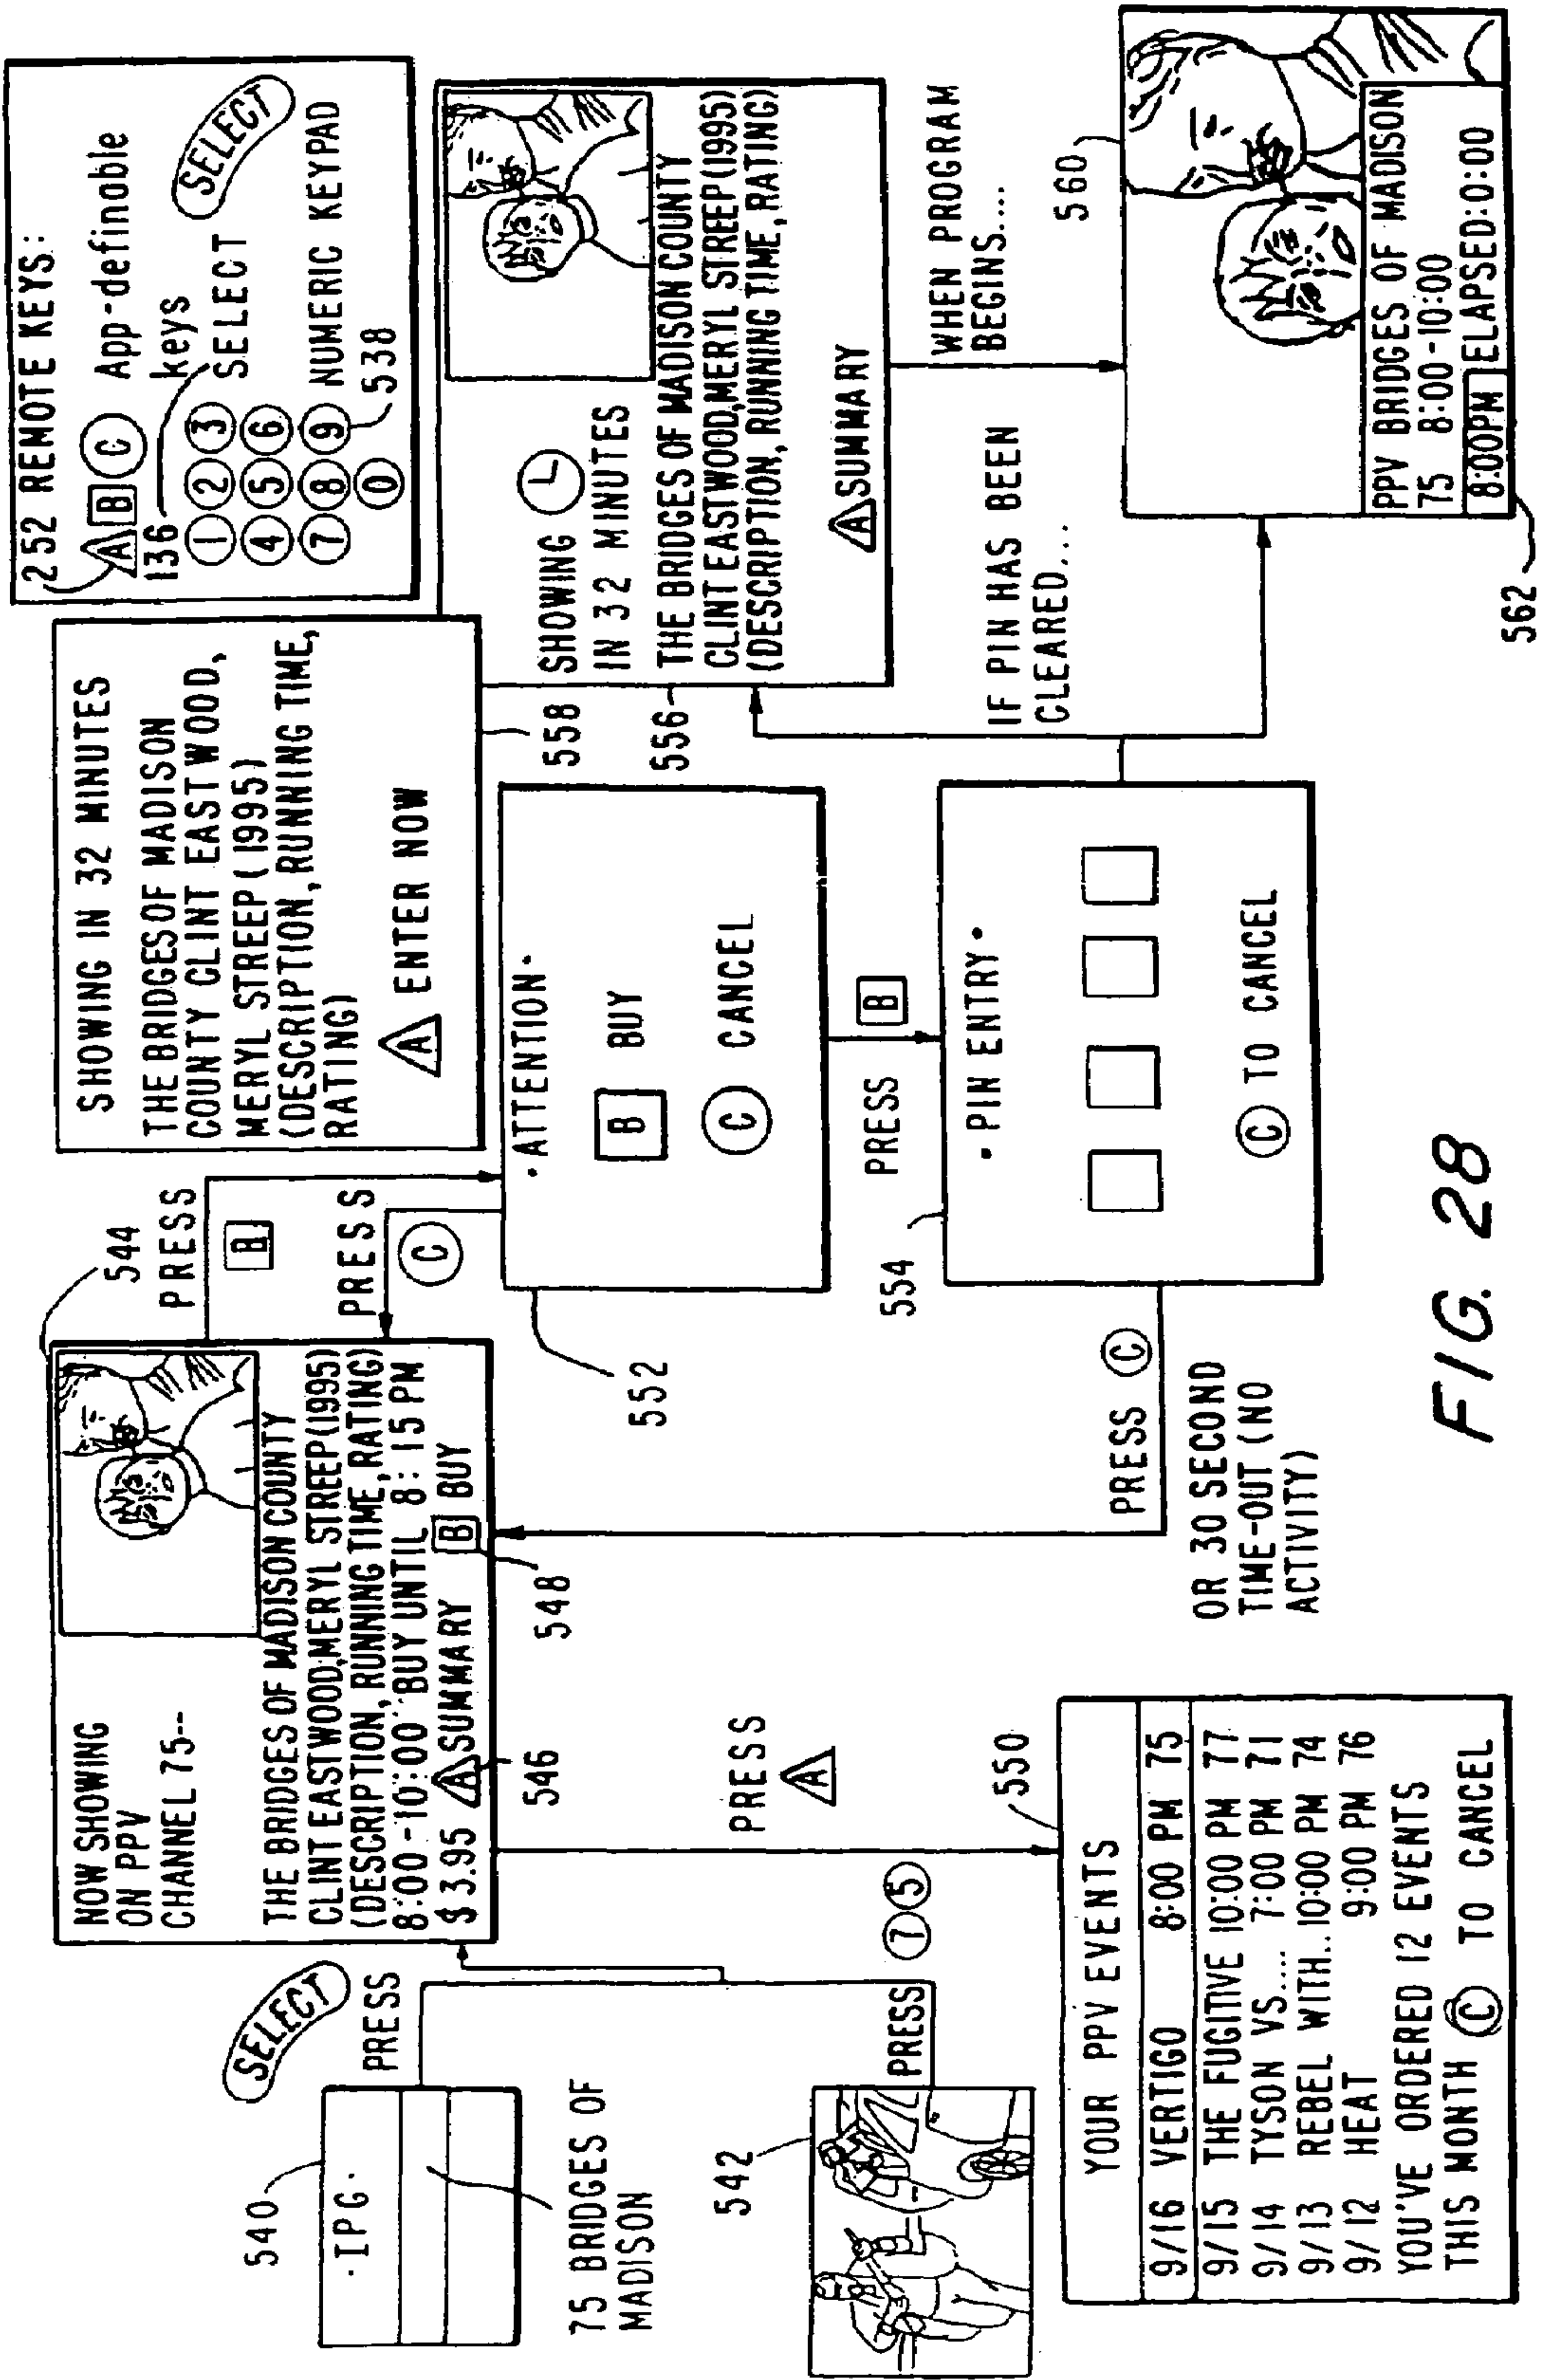 252 REMOTE KEYS:
A B C App-definable
keys
136
SELECT
SELECT
1 2 3
4 5 6
7 8 9 NUMERIC KEYPAD
0
538
544
NOW SHOWING
ON PPV
CHANNEL 75--
THE BRIDGES OF MADISON COUNTY
CLINT EASTWOOD,MERYL STREEP(1995)
(DESCRIPTION, RUNNING TIME,RATING)
8:00-10:00 BUY UNTIL 8:15PM
$3.95 A SUMMARY B BUY
546
548
SELECT
PRESS
540
·IPG·
75 BRIDGES OF
MADISON
542
PRESS
7 5
PRESS
A
PRESS
B
PRESS
C
SHOWING IN 32 MINUTES
THE BRIDGES OF MADISON
COUNTY CLINT EASTWOOD,
MERYL STREEP (1995)
(DESCRIPTION, RUNNING TIME,
RATING)
A ENTER NOW
558
552
·ATTENTION·
B BUY
C CANCEL
PRESS B
554
·PIN ENTRY·
C TO CANCEL
PRESS C
OR 30 SECOND
TIME-OUT (NO
ACTIVITY)
556
SHOWING
IN 32 MINUTES
THE BRIDGES OF MADISON COUNTY
CLINT EASTWOOD,MERYL STREEP(1995)
(DESCRIPTION, RUNNING TIME,RATING)
A SUMMARY
IF PIN HAS BEEN
CLEARED...
WHEN PROGRAM
BEGINS....
560
PPV BRIDGES OF MADISON
75 8:00-10:00
8:00PM ELAPSED:0:00
562
550
YOUR PPV EVENTS
9/16 VERTIGO 8:00 PM 75
9/15 THE FUGITIVE 10:00 PM 77
9/14 TYSON VS..... 7:00 PM 71
9/13 REBEL WITH..10:00 PM 74
9/12 HEAT 9:00 PM 76
YOU'VE ORDERED 12 EVENTS
THIS MONTH C TO CANCEL
FIG. 28